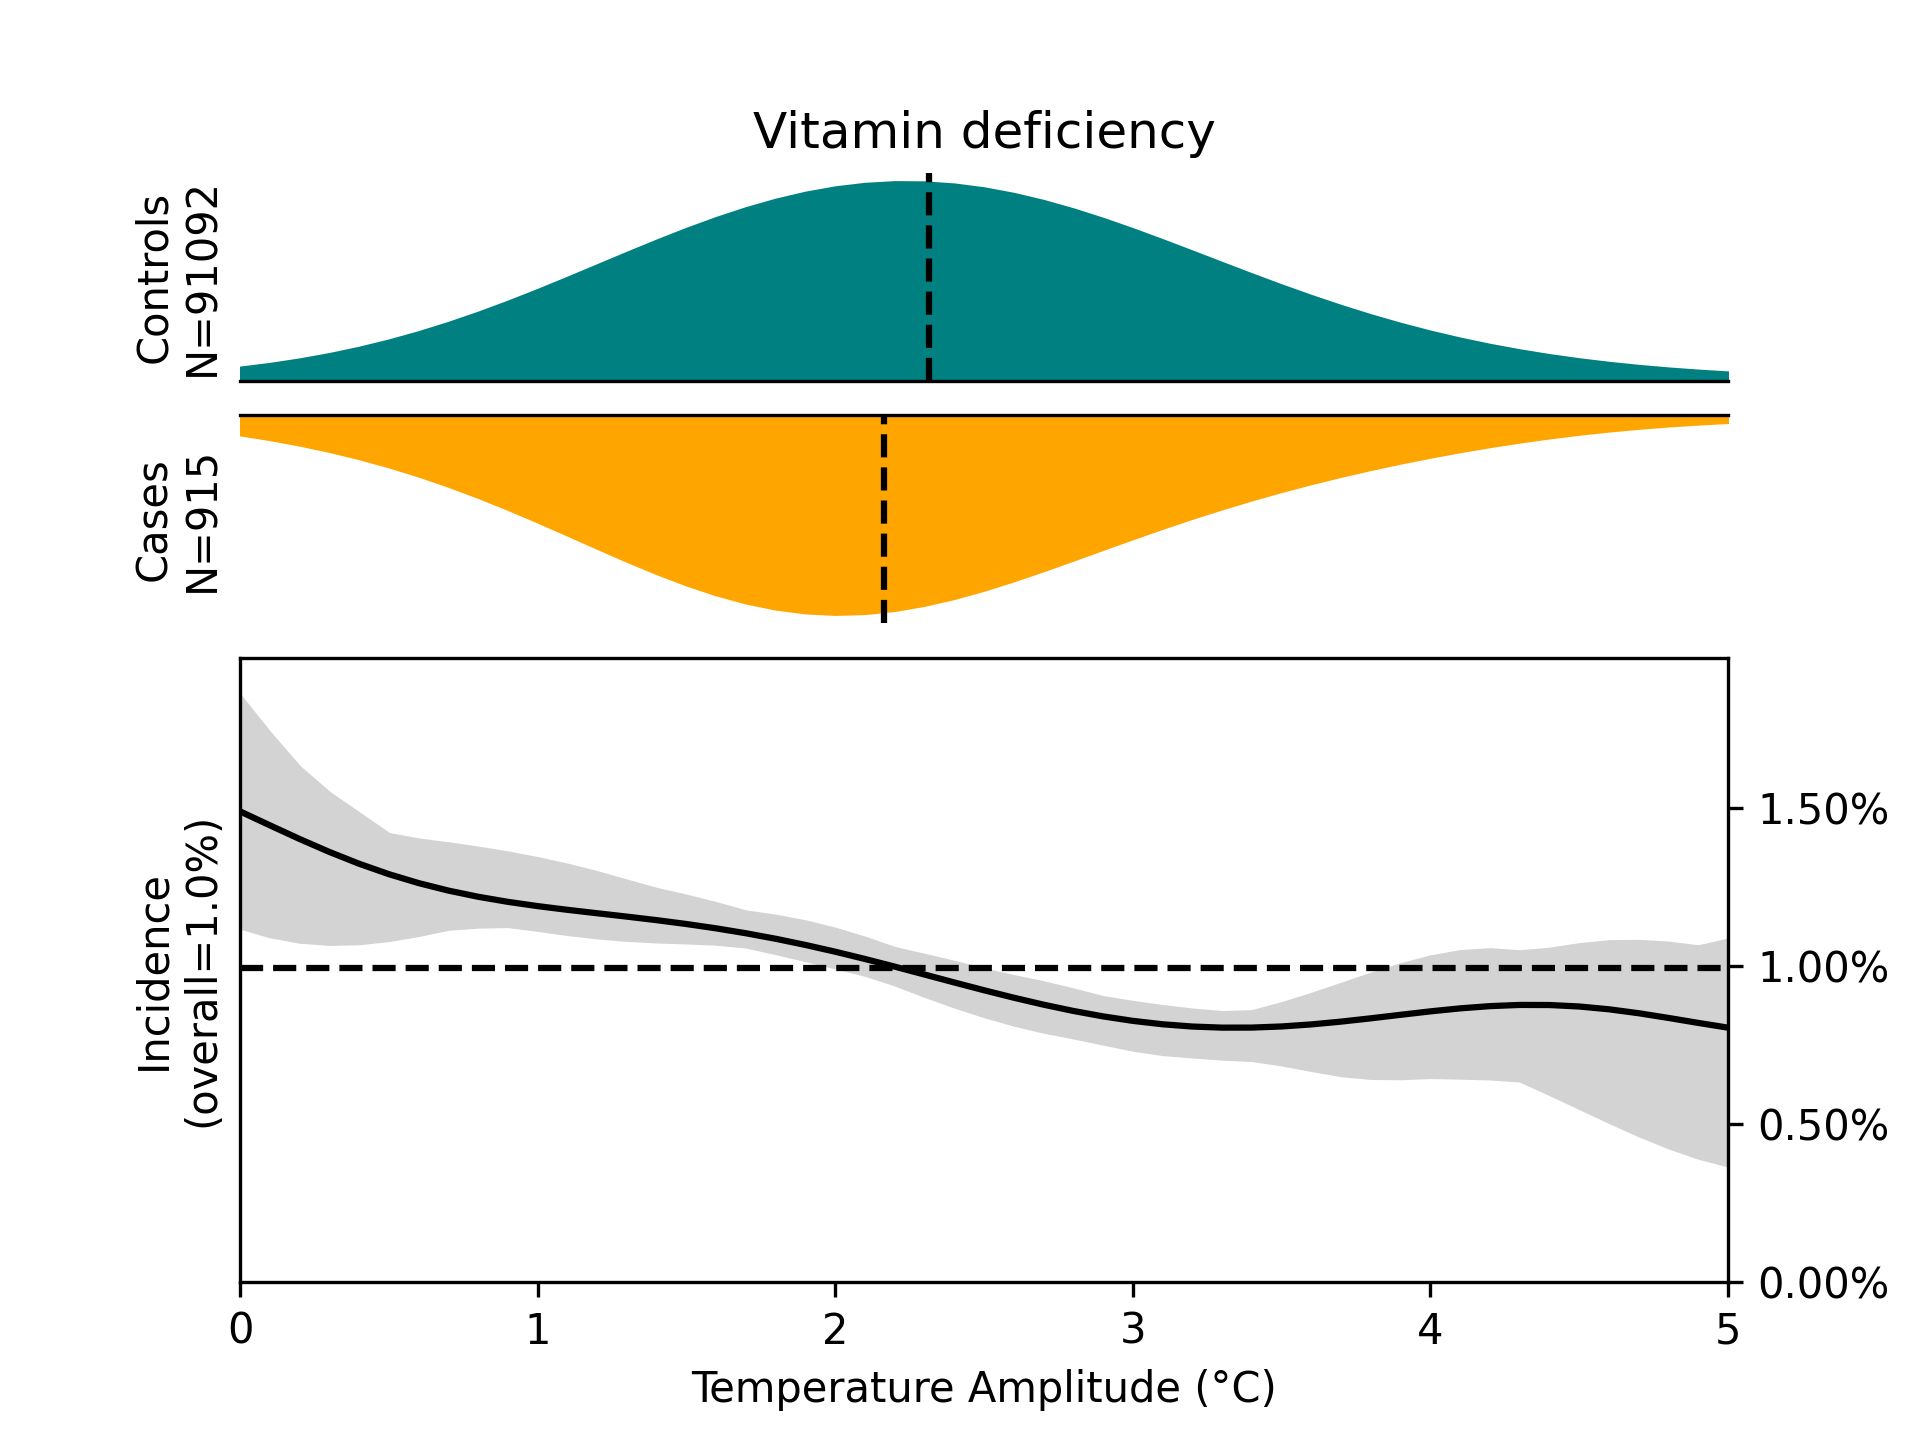 Vitamin deficiency
Controls
N=91092
Cases
N=915
Incidence
(overall=1.0%)
1.50%
1.00%
0.50%
0.00%
0 1 2 3 4 5
Temperature Amplitude (°C)